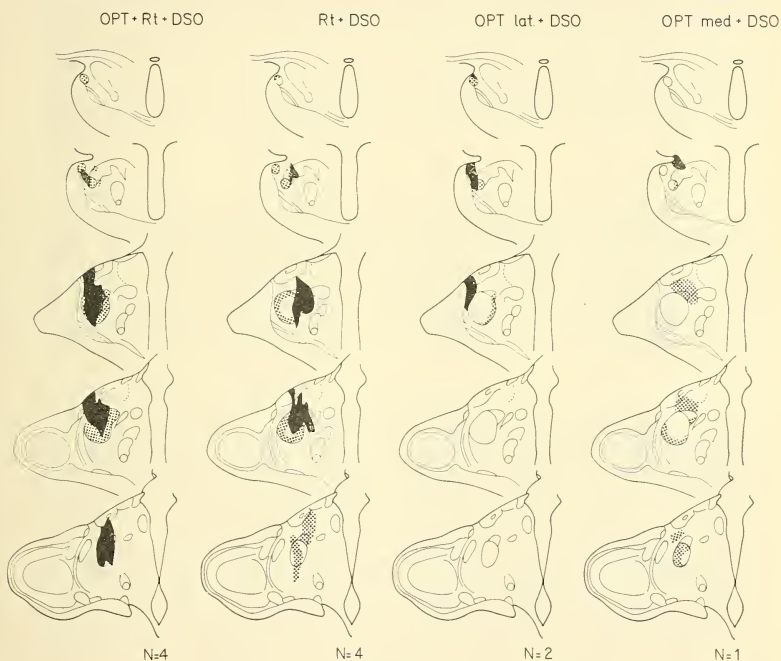 OPT + Rt + DSO
Rt + DSO
OPT lat. + DSO
OPT med + DSO
N=4
N=4
N=2
N=1